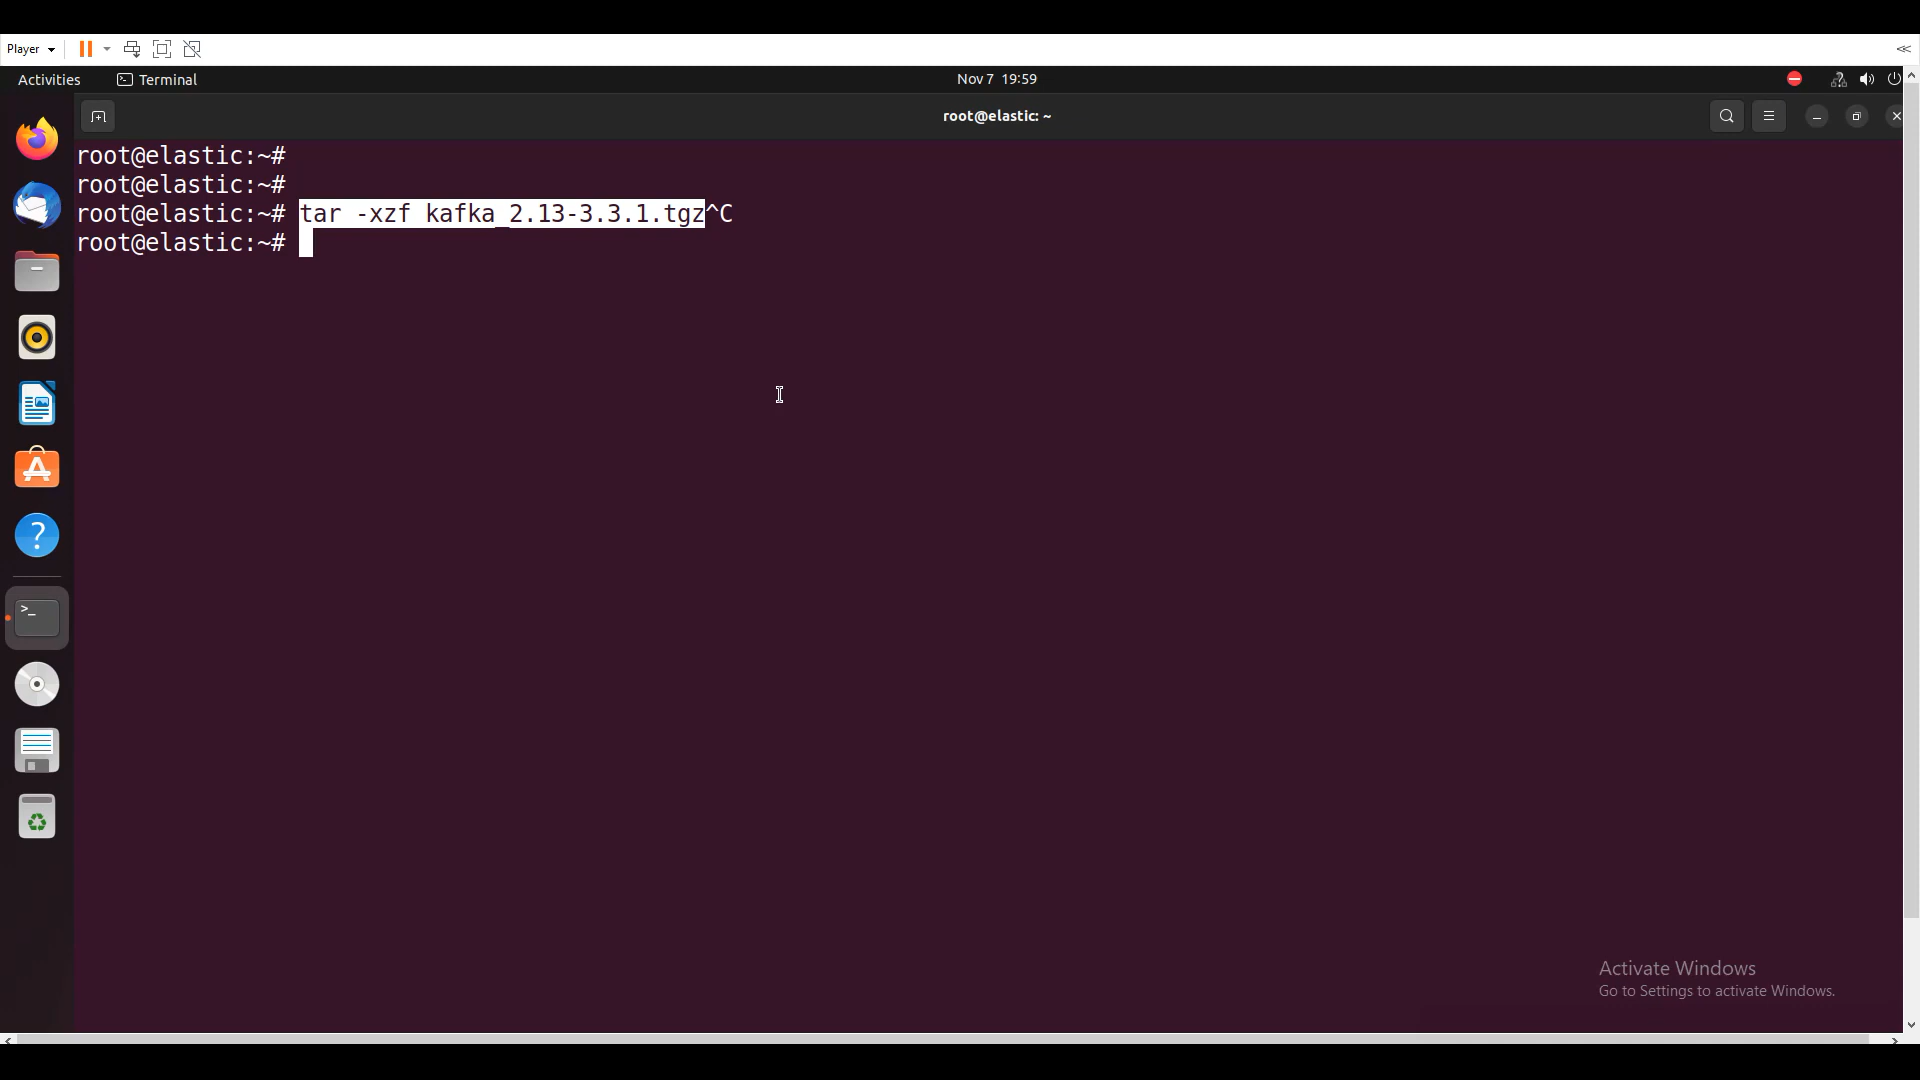 Player
Activities
Terminal
Nov 7 19:59
root@elastic: ~
root@elastic:~#
root@elastic:~#
root@elastic:~# tar -xzf kafka_2.13-3.3.1.tgz^C
root@elastic:~#
Activate Windows
Go to Settings to activate Windows.